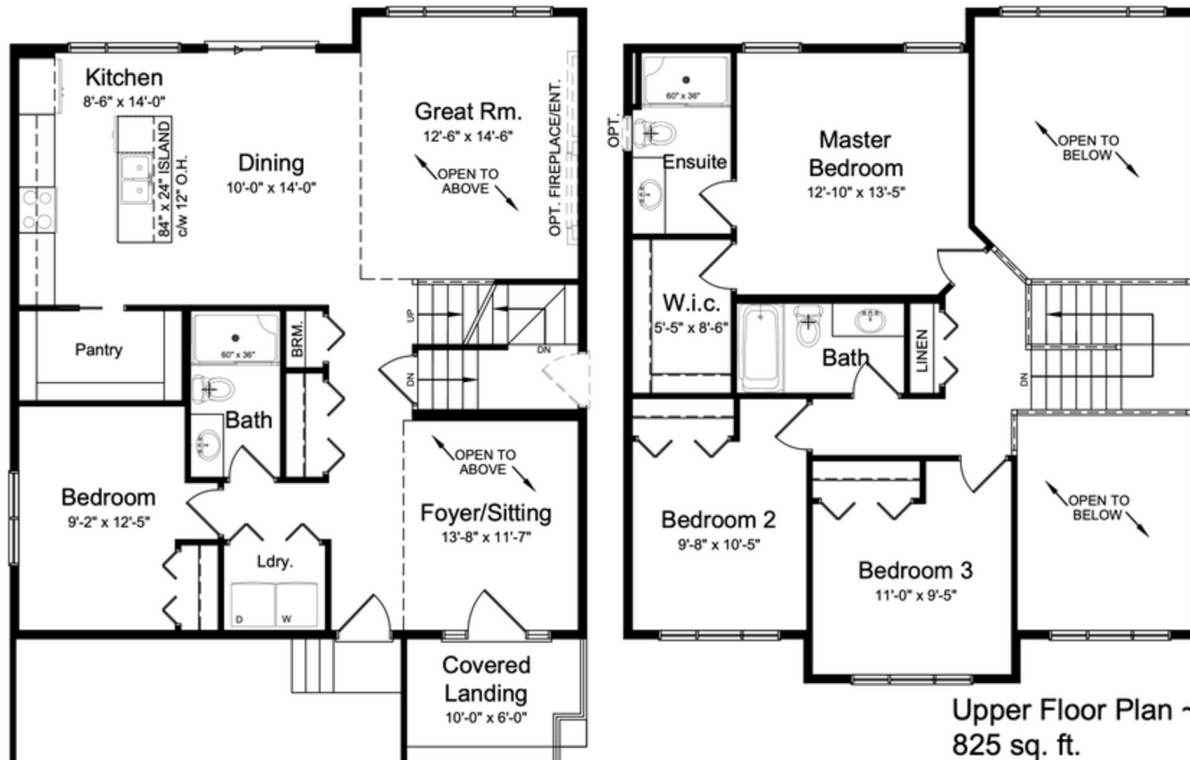 Kitchen
8'-6" x 14'-0"
84" x 24" ISLAND
c/w 12" O.H.
Dining
10'-0" x 14'-0"
Great Rm.
12'-6" x 14'-6"
OPEN TO
ABOVE
OPT. FIREPLACE/ENT.
Pantry
60" x 36"
Bath
BRM.
UP
DN
DN
Bedroom
9'-2" x 12'-5"
Ldry.
D
W
OPEN TO
ABOVE
Foyer/Sitting
13'-8" x 11'-7"
Covered
Landing
10'-0" x 6'-0"
OPT.
60" x 36"
Ensuite
Master
Bedroom
12'-10" x 13'-5"
OPEN TO
BELOW
W.i.c.
5'-5" x 8'-6"
Bath
LINEN
DN
Bedroom 2
9'-8" x 10'-5"
Bedroom 3
11'-0" x 9'-5"
OPEN TO
BELOW
Upper Floor Plan ~
825 sq. ft.